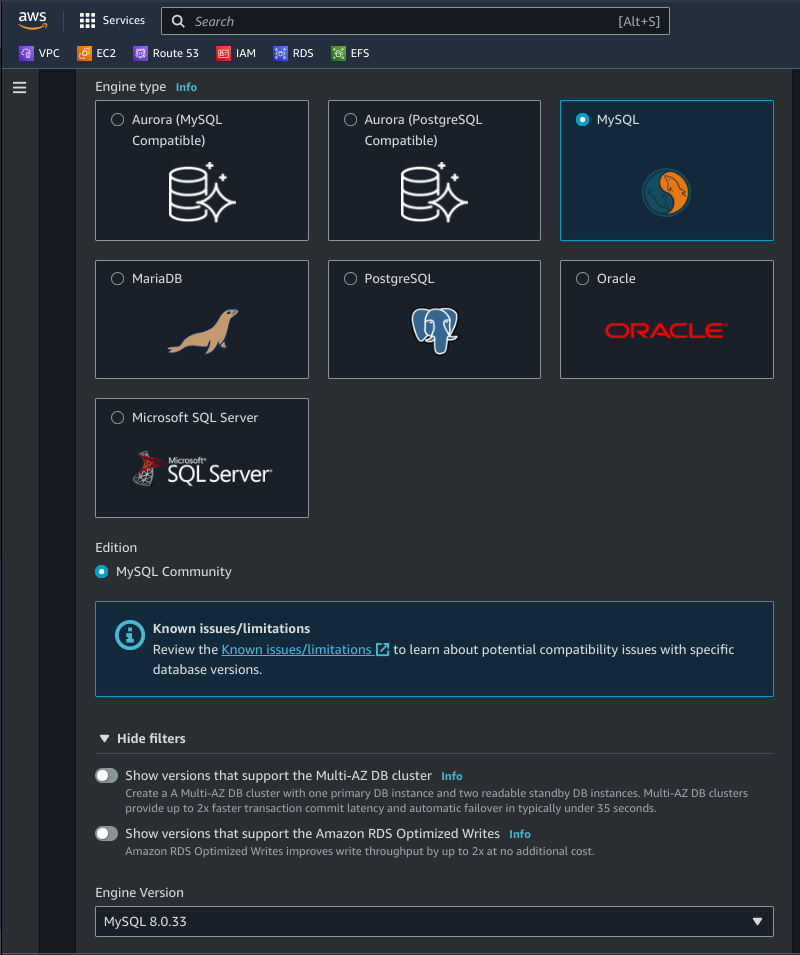 aws
Services
Search
[Alt+S]
VPC
EC2
Route 53
IAM
RDS
EFS
Engine type Info
Aurora (MySQL
Compatible)
Aurora (PostgreSQL
Compatible)
MySQL
MariaDB
PostgreSQL
Oracle
ORACLE
Microsoft SQL Server
Microsoft®
SQL Server
Edition
MySQL Community
Known issues/limitations
Review the Known issues/limitations to learn about potential compatibility issues with specific
database versions.
Hide filters
Show versions that support the Multi-AZ DB cluster Info
Create a A Multi-AZ DB cluster with one primary DB instance and two readable standby DB instances. Multi-AZ DB clusters
provide up to 2x faster transaction commit latency and automatic failover in typically under 35 seconds.
Show versions that support the Amazon RDS Optimized Writes Info
Amazon RDS Optimized Writes improves write throughput by up to 2x at no additional cost.
Engine Version
MySQL 8.0.33